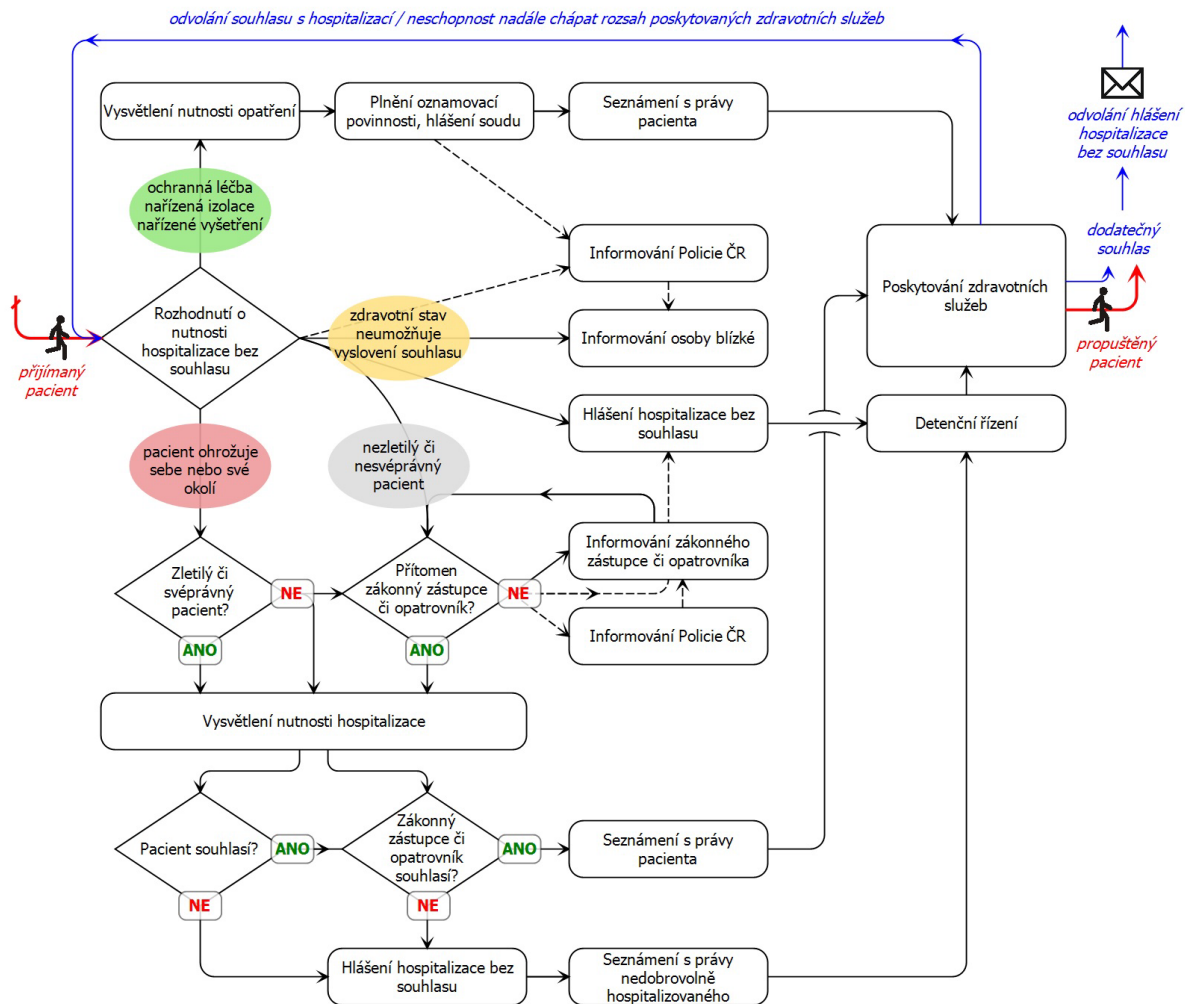 odvolání souhlasu s hospitalizací / neschopnost nadále chápat rozsah poskytovaných zdravotních služeb
Vysvětlení nutnosti opatření
Plnění oznamovací
povinnosti, hlášení soudu
Seznámení s právy
pacienta
odvolání hlášení
hospitalizace
bez souhlasu
ochranná léčba
nařízená izolace
nařízené vyšetření
Informování Policie ČR
dodatečný
souhlas
Poskytování zdravotních
služeb
Rozhodnutí o
nutnosti
hospitalizace bez
souhlasu
zdravotní stav
neumožňuje
vyslovení souhlasu
Informování osoby blízké
přijímaný
pacient
propuštěný
pacient
Hlášení hospitalizace bez
souhlasu
Detenční řízení
pacient ohrožuje
sebe nebo své
okolí
nezletilý či
nesvéprávný
pacient
Informování zákonného
zástupce či opatrovníka
Zletilý či
svéprávný
pacient?
NE
Přítomen
zákonný zástupce
či opatrovník?
NE
Informování Policie ČR
ANO
ANO
Vysvětlení nutnosti hospitalizace
Pacient souhlasí?
ANO
Zákonný
zástupce či
opatrovník
souhlasí?
ANO
Seznámení s právy
pacienta
NE
NE
Hlášení hospitalizace bez
souhlasu
Seznámení s právy
nedobrovolně
hospitalizovaného